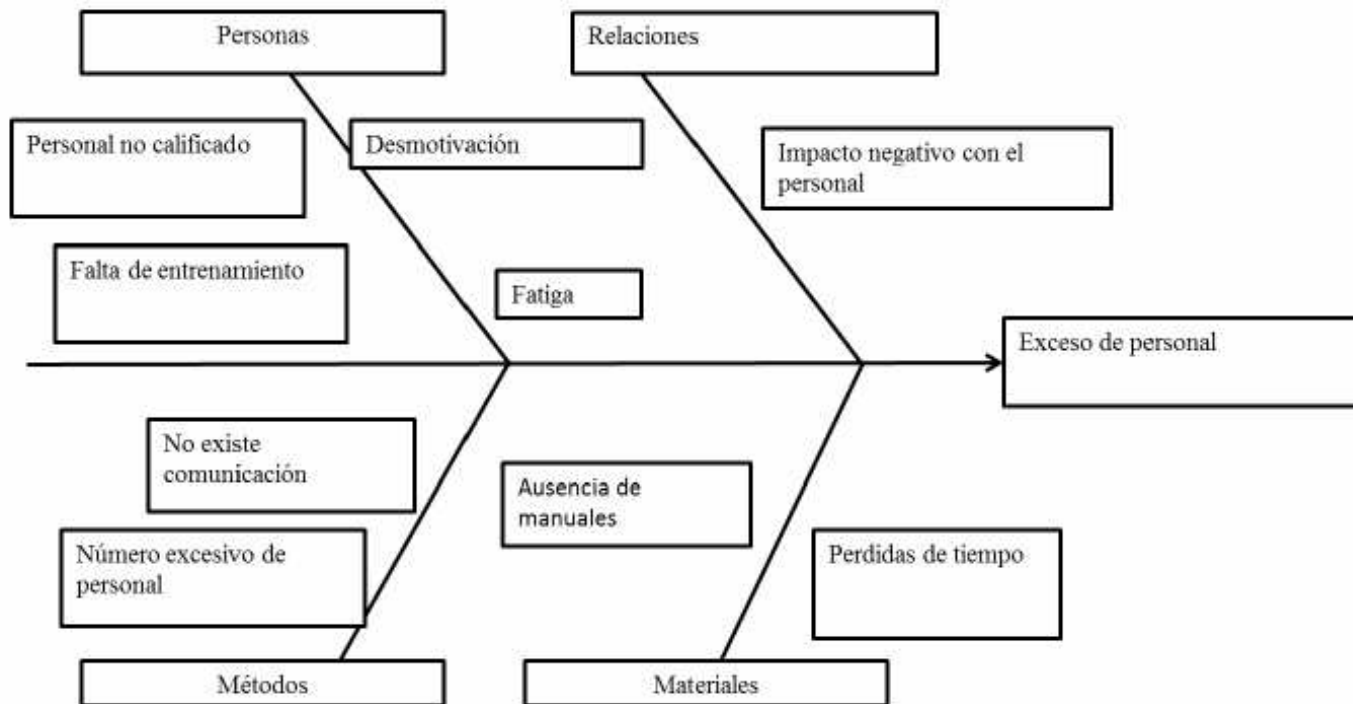 Personas
Relaciones
Personal no calificado
Desmotivación
Impacto negativo con el
personal
Falta de entrenamiento
Fatiga
Exceso de personal
No existe
comunicación
Ausencia de
manuales
Número excesivo de
personal
Perdidas de tiempo
Métodos
Materiales